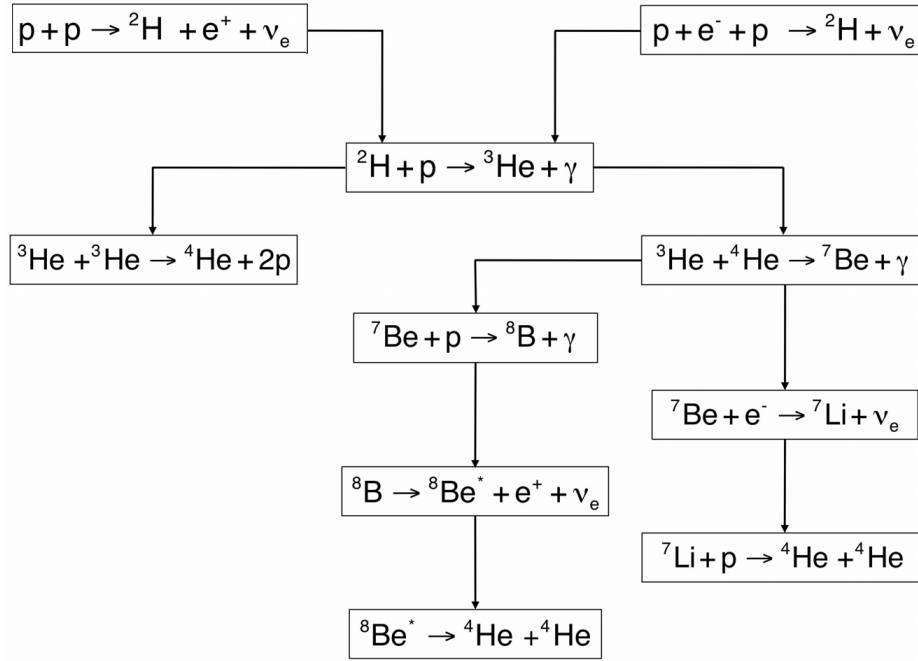 p + p → ²H + e⁺ + νₑ
p + e⁻ + p → ²H + νₑ
²H + p → ³He + γ
³He + ³He → ⁴He + 2p
³He + ⁴He → ⁷Be + γ
⁷Be + p → ⁸B + γ
⁷Be + e⁻ → ⁷Li + νₑ
⁸B → ⁸Be* + e⁺ + νₑ
⁷Li + p → ⁴He + ⁴He
⁸Be* → ⁴He + ⁴He